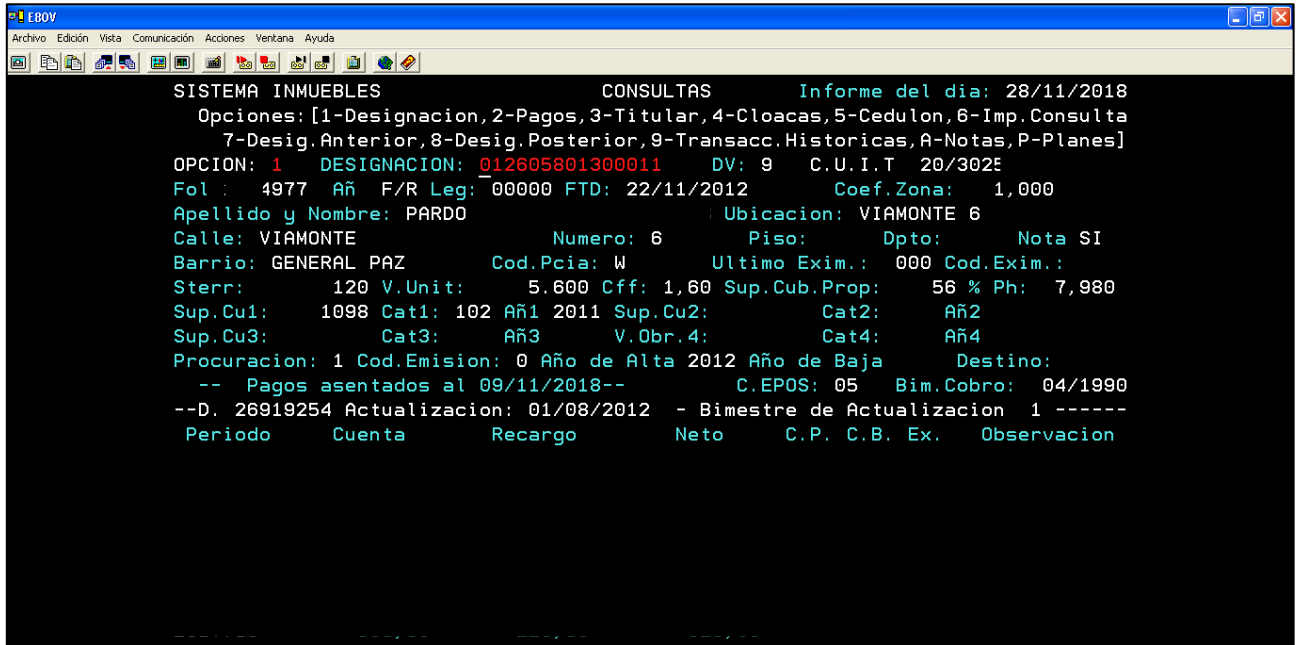 E80V
Archivo Edición Vista Comunicación Acciones Ventana Ayuda
SISTEMA INMUEBLES CONSULTAS Informe del dia: 28/11/2018
Opciones:[1-Designacion,2-Pagos,3-Titular,4-Cloacas,5-Cedulon,6-Imp.Consulta
7-Desig.Anterior,8-Desig.Posterior,9-Transacc.Historicas,A-Notas,P-Planes]
OPCION: 1 DESIGNACION: 012605801300011 DV: 9 C.U.I.T 20/3025
Fol : 4977 Añ F/R Leg: 00000 FTD: 22/11/2012 Coef.Zona: 1,000
Apellido y Nombre: PARDO Ubicacion: VIAMONTE 6
Calle: VIAMONTE Numero: 6 Piso: Dpto: Nota SI
Barrio: GENERAL PAZ Cod.Pcia: W Ultimo Exim.: 000 Cod.Exim.:
Sterr: 120 V.Unit: 5.600 Cff: 1,60 Sup.Cub.Prop: 56 % Ph: 7,980
Sup.Cu1: 1098 Cat1: 102 Añ1 2011 Sup.Cu2: Cat2: Añ2
Sup.Cu3: Cat3: Añ3 V.Obr.4: Cat4: Añ4
Procuracion: 1 Cod.Emision: 0 Año de Alta 2012 Año de Baja Destino:
-- Pagos asentados al 09/11/2018-- C.EPOS: 05 Bim.Cobro: 04/1990
--D. 26919254 Actualizacion: 01/08/2012 - Bimestre de Actualizacion 1 ------
Periodo Cuenta Recargo Neto C.P. C.B. Ex. Observacion